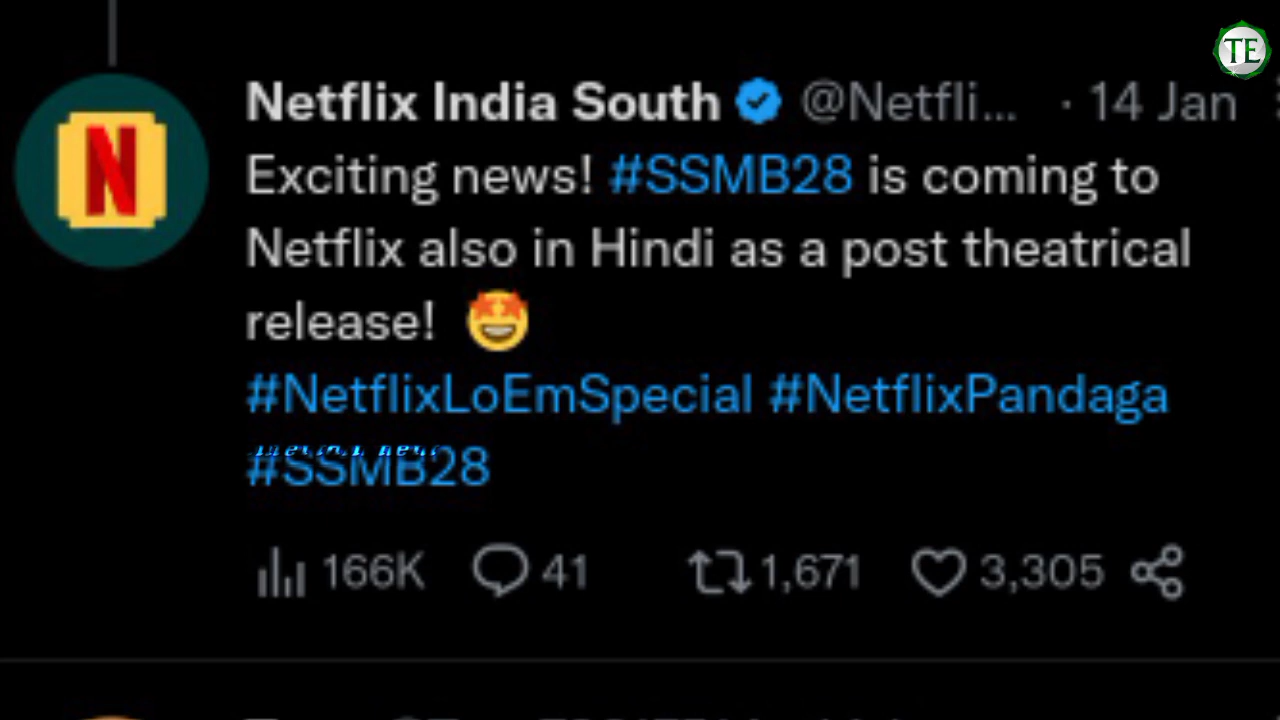 TE
Netflix India South @Netfli... · 14 Jan
Exciting news! #SSMB28 is coming to
Netflix also in Hindi as a post theatrical
release! 🤩
#NetflixLoEmSpecial #NetflixPandaga
#SSMB28
166K 41 1,671 3,305